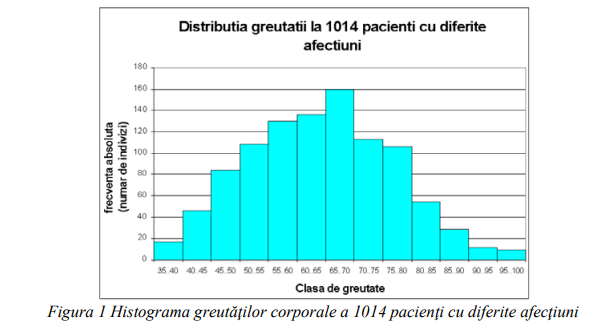 Distributia greutatii la 1014 pacienti cu diferite
afectiuni
frecventa absoluta
(numar de indivizi)
180
160
140
120
100
80
60
40
20
0
35..40 40..45 45..50 50..55 55..60 60..65 65..70 70..75 75..80 80..85 85..90 90..95 95..100
Clasa de greutate
Figura 1 Histograma greutăţilor corporale a 1014 pacienţi cu diferite afecțiuni